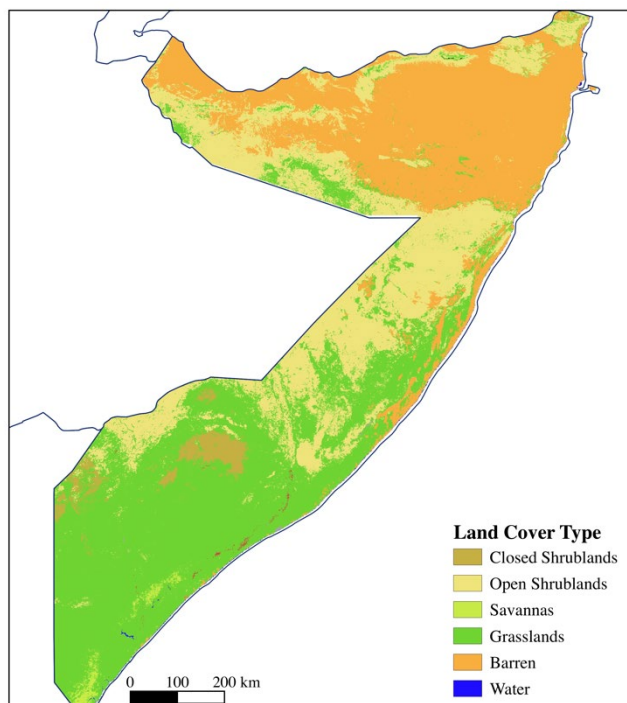 Land Cover Type
Closed Shrublands
Open Shrublands
Savannas
Grasslands
Barren
Water
0 100 200 km